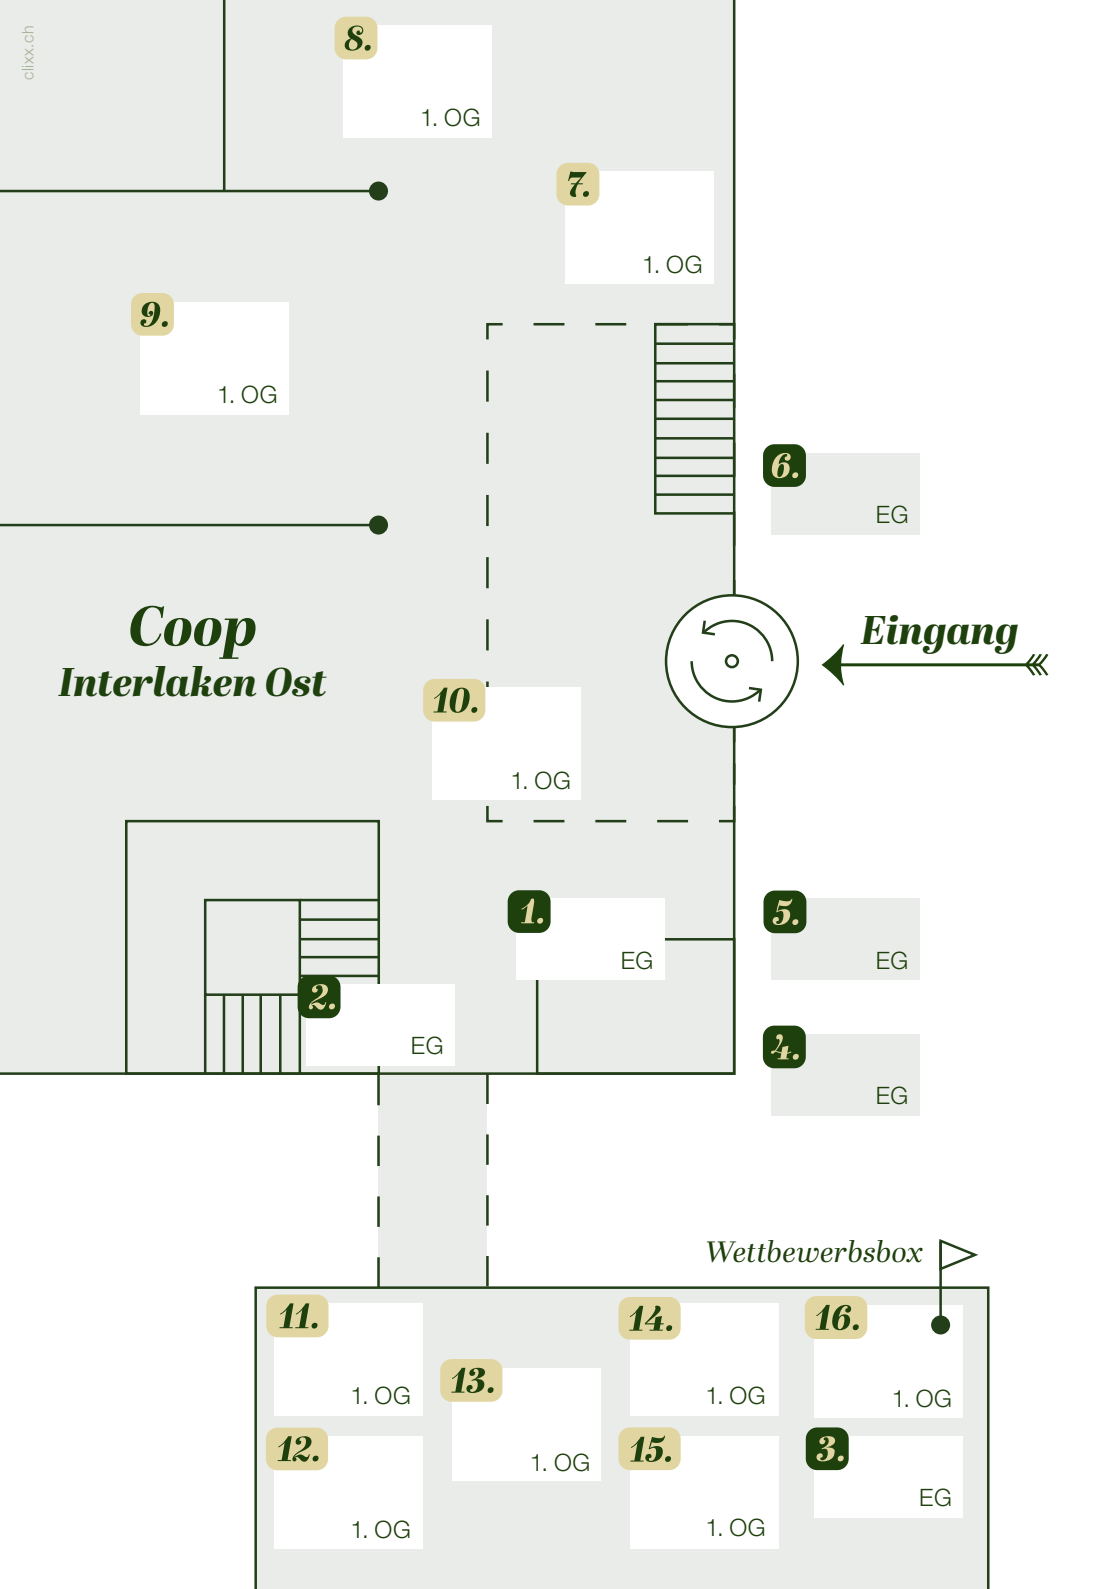 clixx.ch
8.
1. OG
7.
1. OG
9.
1. OG
6.
EG
Eingang
Coop
Interlaken Ost
10.
1. OG
1.
EG
5.
EG
2.
EG
4.
EG
Wettbewerbsbox
11.
1. OG
14.
1. OG
16.
1. OG
13.
1. OG
12.
1. OG
15.
1. OG
3.
EG